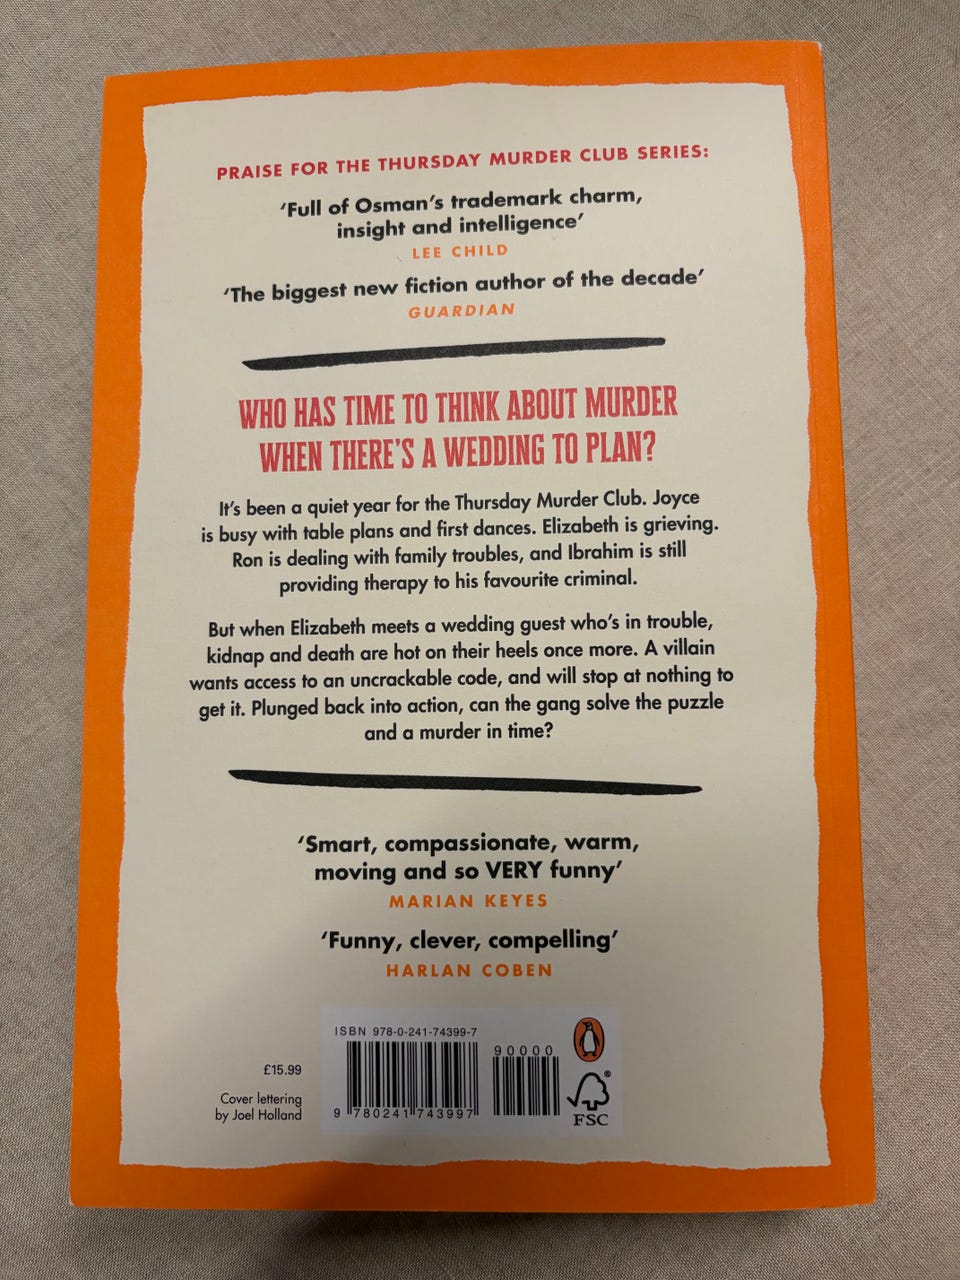 PRAISE FOR THE THURSDAY MURDER CLUB SERIES:
‘Full of Osman’s trademark charm,
insight and intelligence’
LEE CHILD
‘The biggest new fiction author of the decade’
GUARDIAN
WHO HAS TIME TO THINK ABOUT MURDER
WHEN THERE’S A WEDDING TO PLAN?
It’s been a quiet year for the Thursday Murder Club. Joyce
is busy with table plans and first dances. Elizabeth is grieving.
Ron is dealing with family troubles, and Ibrahim is still
providing therapy to his favourite criminal.
But when Elizabeth meets a wedding guest who’s in trouble,
kidnap and death are hot on their heels once more. A villain
wants access to an uncrackable code, and will stop at nothing to
get it. Plunged back into action, can the gang solve the puzzle
and a murder in time?
‘Smart, compassionate, warm,
moving and so VERY funny’
MARIAN KEYES
‘Funny, clever, compelling’
HARLAN COBEN
£15.99
Cover lettering
by Joel Holland
ISBN 978-0-241-74399-7
90000
9 780241 743997
®
FSC